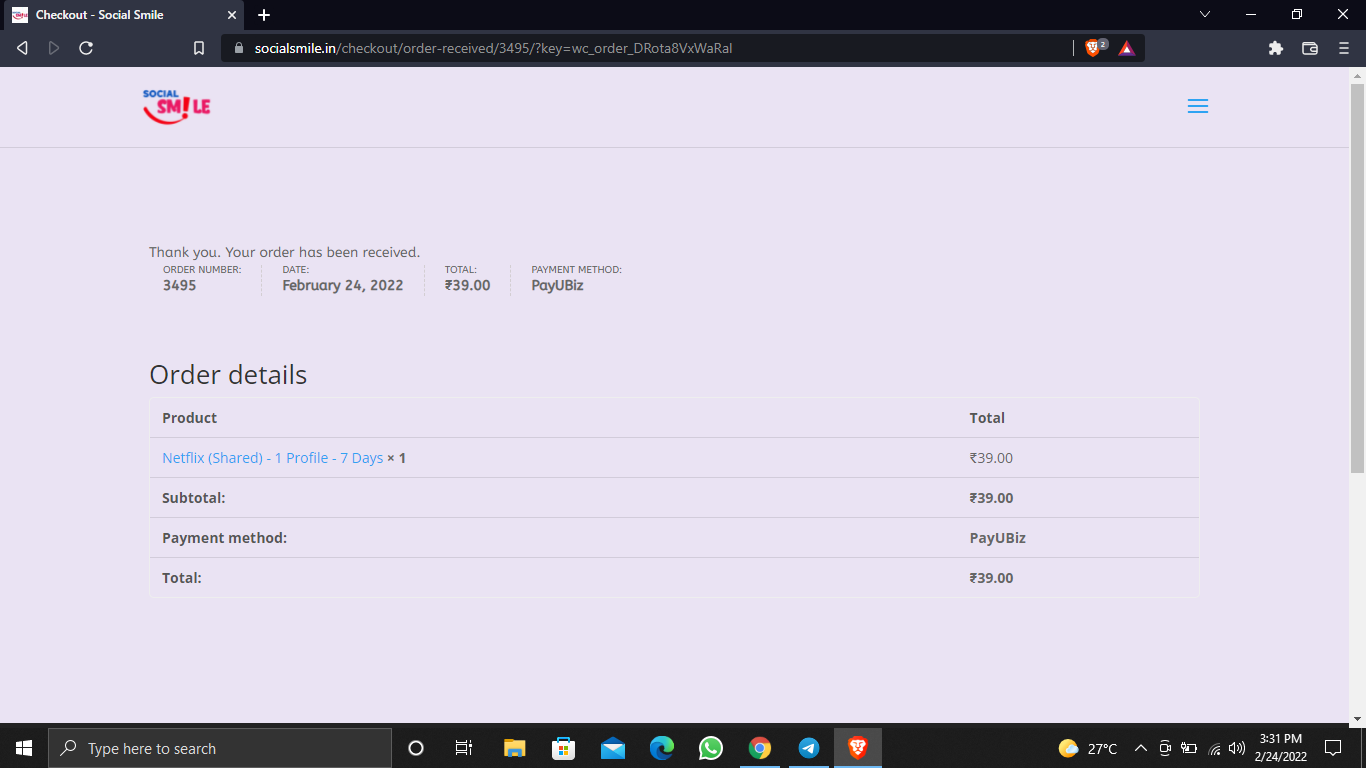 Checkout - Social Smile
socialsmile.in/checkout/order-received/3495/?key=wc_order_DRota8VxWaRal
2
SOCIAL
SM!LE
Thank you. Your order has been received.
ORDER NUMBER: DATE: TOTAL: PAYMENT METHOD:
3495 February 24, 2022 ₹39.00 PayUBiz
Order details
Product Total
Netflix (Shared) - 1 Profile - 7 Days × 1 ₹39.00
Subtotal: ₹39.00
Payment method: PayUBiz
Total: ₹39.00
Type here to search
27°C
3:31 PM
2/24/2022